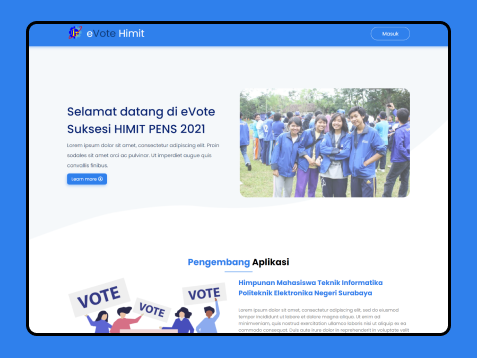 eVote Himit
Masuk
Selamat datang di eVote
Suksesi HIMIT PENS 2021
Lorem ipsum dolor sit amet, consectetur adipiscing elit. Proin
sodales sit amet orci ac pulvinar. Ut imperdiet augue quis
convallis finibus.
Learn more
Pengembang Aplikasi
VOTE
VOTE
VOTE
Himpunan Mahasiswa Teknik Informatika
Politeknik Elektronika Negeri Surabaya
Lorem ipsum dolor sit amet, consectetur adipiscing elit, sed do eiusmod
tempor incididunt ut labore et dolore magna aliqua. Ut enim ad
minim veniam, quis nostrud exercitation ullamco laboris nisi ut aliquip ex ea
commodo consequat. Duis aute irure dolor in reprehenderit in voluptate velit